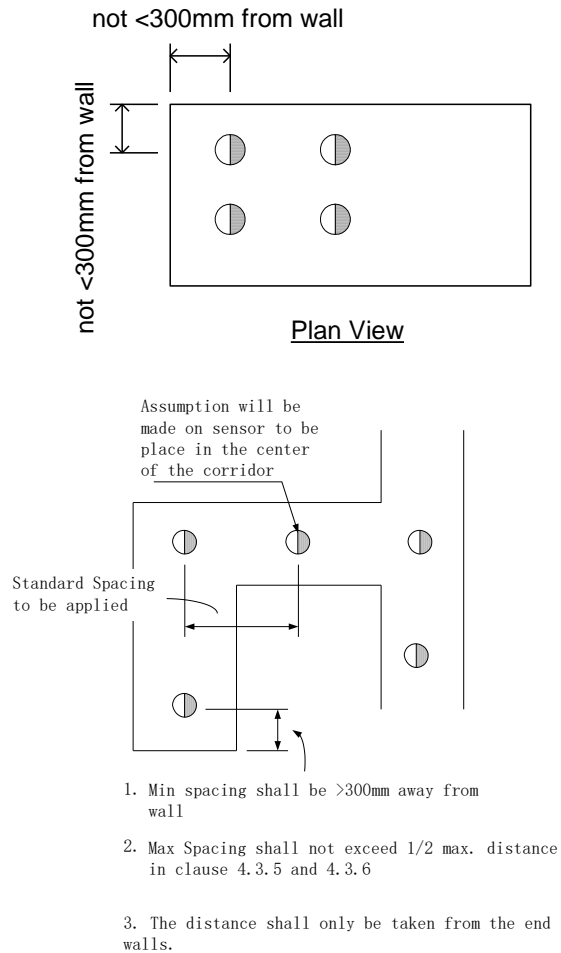 not <300mm from wall
not <300mm from wall
Plan View
Assumption will be
made on sensor to be
place in the center
of the corridor
Standard Spacing
to be applied
1. Min spacing shall be >300mm away from
wall
2. Max Spacing shall not exceed 1/2 max. distance
in clause 4.3.5 and 4.3.6
3. The distance shall only be taken from the end
walls.